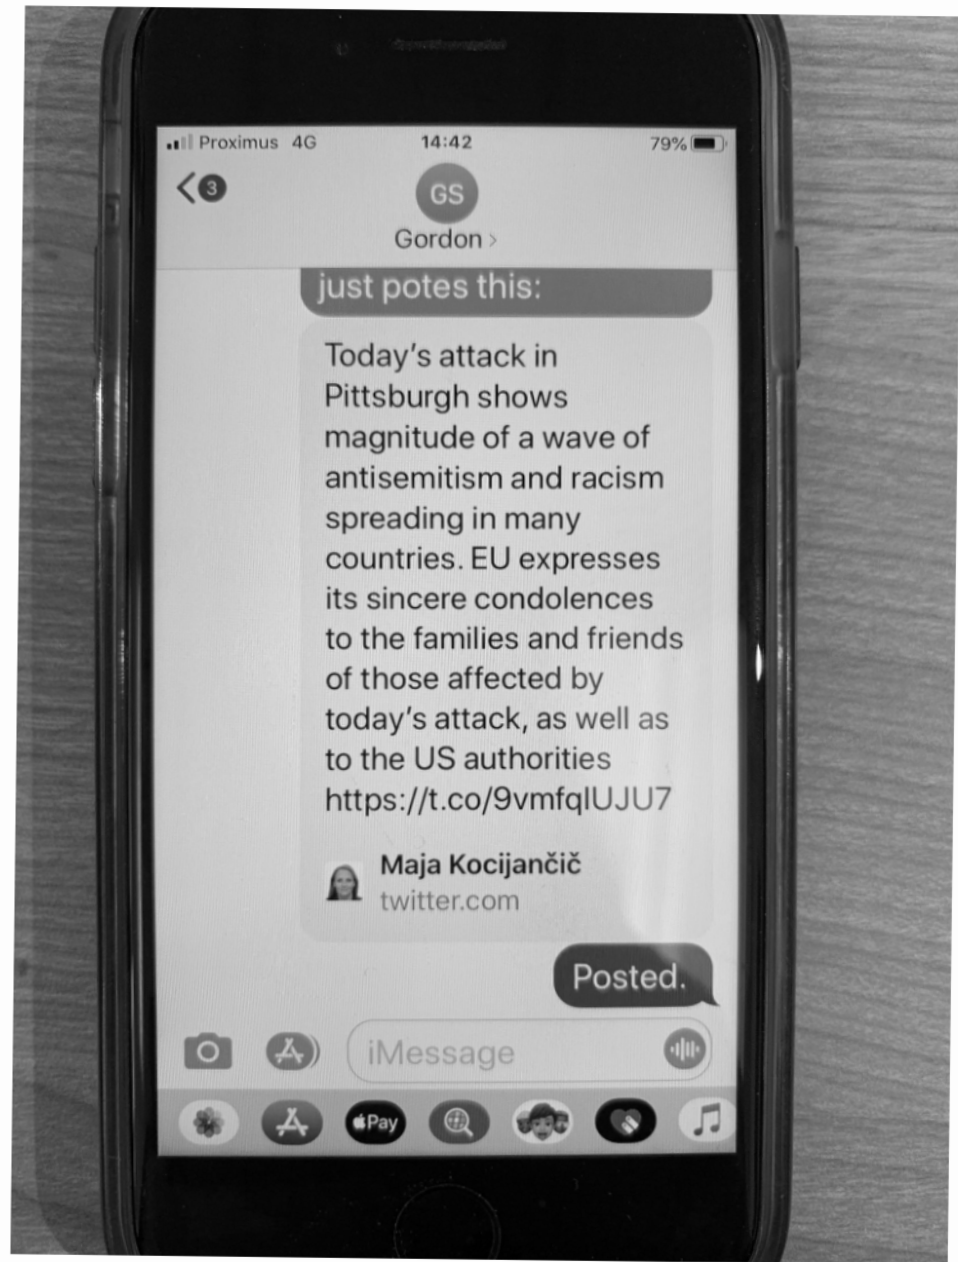 Proximus 4G 14:42 79%
3
GS
Gordon >
just potes this:
Today's attack in
Pittsburgh shows
magnitude of a wave of
antisemitism and racism
spreading in many
countries. EU expresses
its sincere condolences
to the families and friends
of those affected by
today's attack, as well as
to the US authorities
https://t.co/9vmfqlUJU7
Maja Kocijančič
twitter.com
Posted.
iMessage
Pay